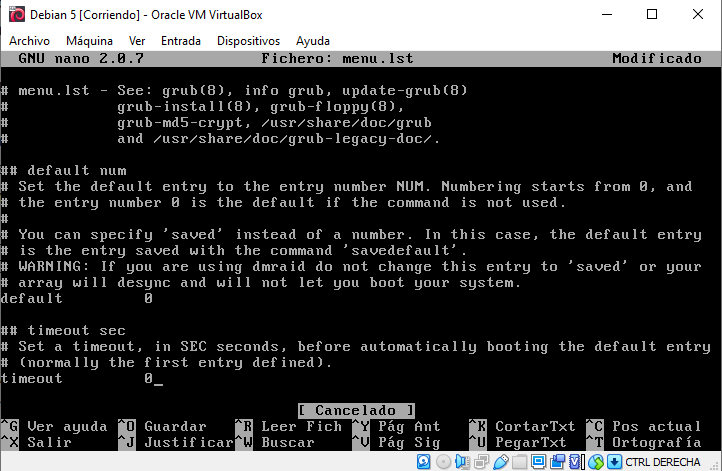 Debian 5 [Corriendo] - Oracle VM VirtualBox
Archivo Máquina Ver Entrada Dispositivos Ayuda
GNU nano 2.0.7 Fichero: menu.lst Modificado
# menu.lst - See: grub(8), info grub, update-grub(8)
# grub-install(8), grub-floppy(8),
# grub-md5-crypt, /usr/share/doc/grub
# and /usr/share/doc/grub-legacy-doc/.
## default num
# Set the default entry to the entry number NUM. Numbering starts from 0, and
# the entry number 0 is the default if the command is not used.
#
# You can specify 'saved' instead of a number. In this case, the default entry
# is the entry saved with the command 'savedefault'.
# WARNING: If you are using dmraid do not change this entry to 'saved' or your
# array will desync and will not let you boot your system.
default 0
## timeout sec
# Set a timeout, in SEC seconds, before automatically booting the default entry
# (normally the first entry defined).
timeout 0_
[ Cancelado ]
^G Ver ayuda ^O Guardar ^R Leer Fich ^Y Pág Ant ^K CortarTxt ^C Pos actual
^X Salir ^J Justificar ^W Buscar ^V Pág Sig ^U PegarTxt ^T Ortografía
CTRL DERECHA